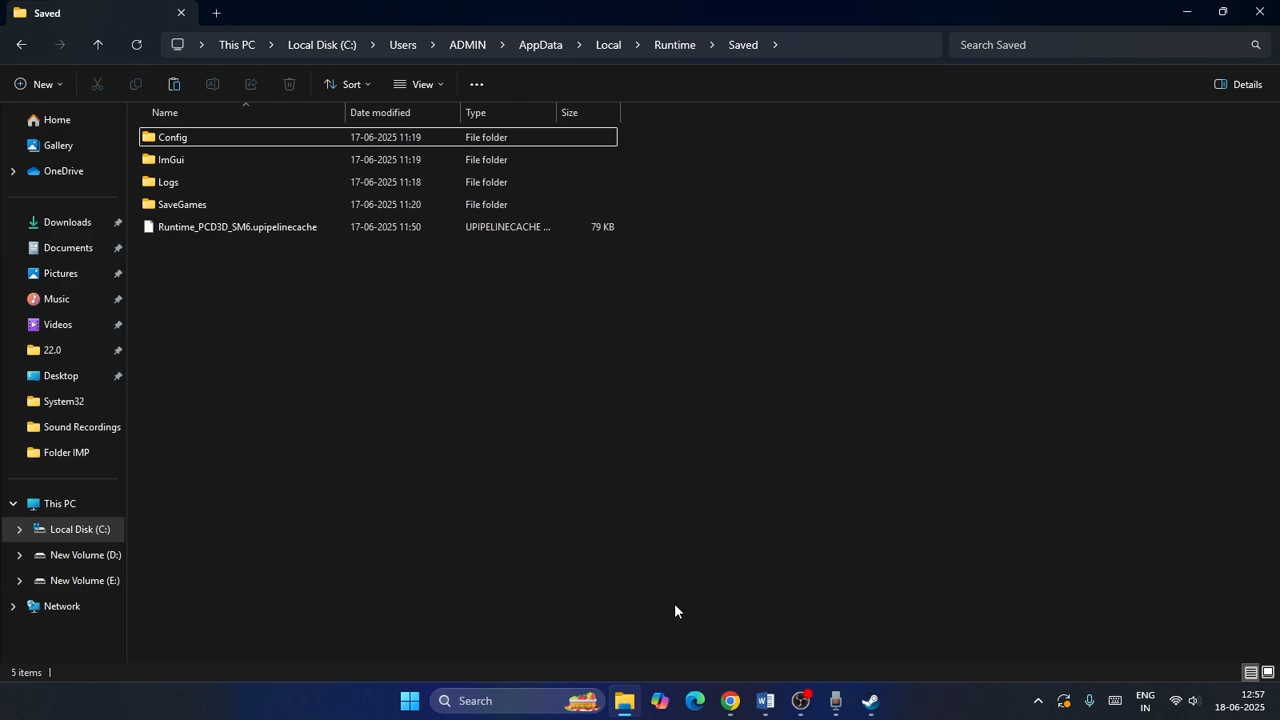 Saved
This PC
Local Disk (C:)
Users
ADMIN
AppData
Local
Runtime
Saved
Search Saved
New
Sort
View
Details
Name
Date modified
Type
Size
Config 17-06-2025 11:19 File folder
ImGui 17-06-2025 11:19 File folder
Logs 17-06-2025 11:18 File folder
SaveGames 17-06-2025 11:20 File folder
Runtime_PCD3D_SM6.upipelinecache 17-06-2025 11:50 UPIPELINECACHE ... 79 KB
Home
Gallery
OneDrive
Downloads
Documents
Pictures
Music
Videos
22.0
Desktop
System32
Sound Recordings
Folder IMP
This PC
Local Disk (C:)
New Volume (D:)
New Volume (E:)
Network
5 items
Search
ENG
IN
12:57
18-06-2025